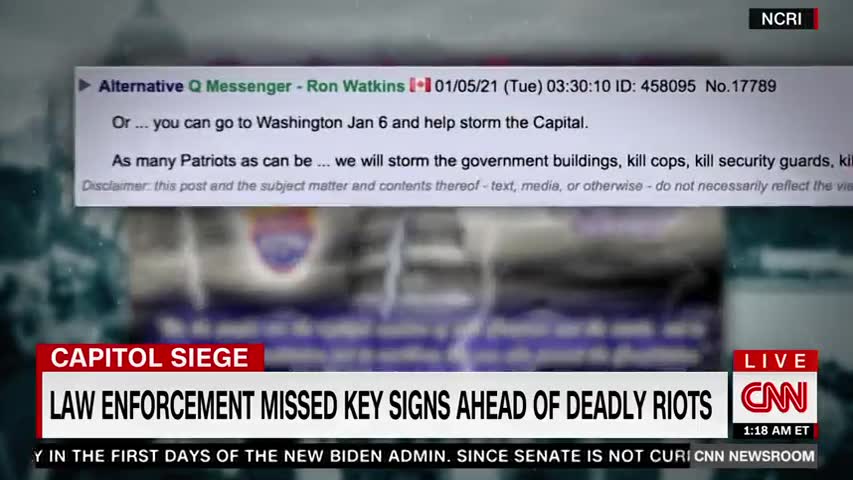 NCRI
Alternative Q Messenger - Ron Watkins 01/05/21 (Tue) 03:30:10 ID: 458095 No.17789
Or ... you can go to Washington Jan 6 and help storm the Capital.
As many Patriots as can be ... we will storm the government buildings, kill cops, kill security guards,
Disclaimer: this post and the subject matter and contents thereof - text, media, or otherwise - do not necessarily reflect the
CAPITOL SIEGE
LAW ENFORCEMENT MISSED KEY SIGNS AHEAD OF DEADLY RIOTS
LIVE
CNN
1:18 AM ET
IN THE FIRST DAYS OF THE NEW BIDEN ADMIN. SINCE SENATE IS NOT
CNN NEWSROOM